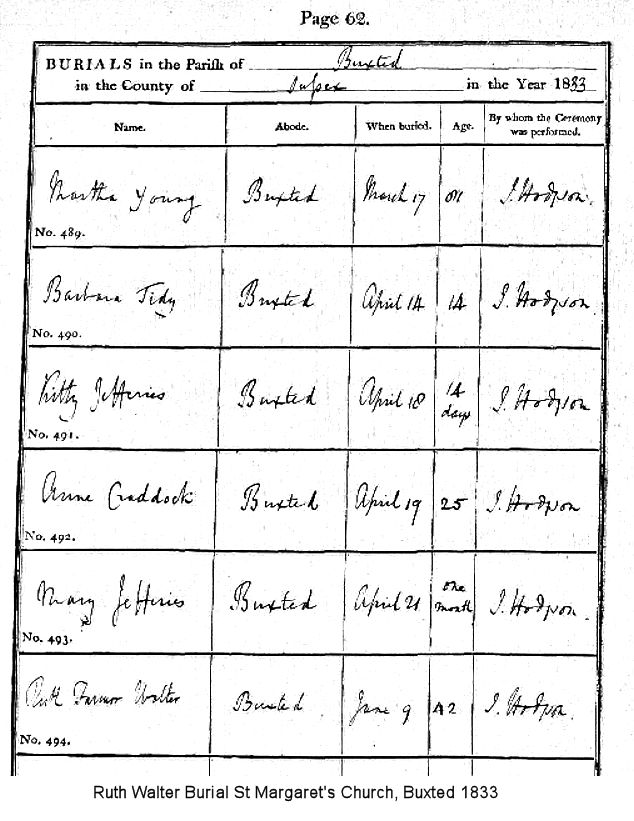 Page 62.
BURIALS in the Parish of Buxted
in the County of Sussex in the Year 1833
Name. Abode. When buried. Age. By whom the Ceremony was performed.
Martha Young Buxted March 17 J. Hodgson.
No. 489.
Barbara Tidy Buxted April 14 14 J. Hodgson.
No. 490.
Kitty Jefferies Buxted April 18 14 days J. Hodgson
No. 491.
Anne Craddock Buxted April 19 25 J. Hodgson
No. 492.
Mary Jefferies Buxted April 21 one month J. Hodgson.
No. 493.
Ruth Farmor Walter Buxted June 9 42 J. Hodgson.
No. 494.
Ruth Walter Burial St Margaret's Church, Buxted 1833